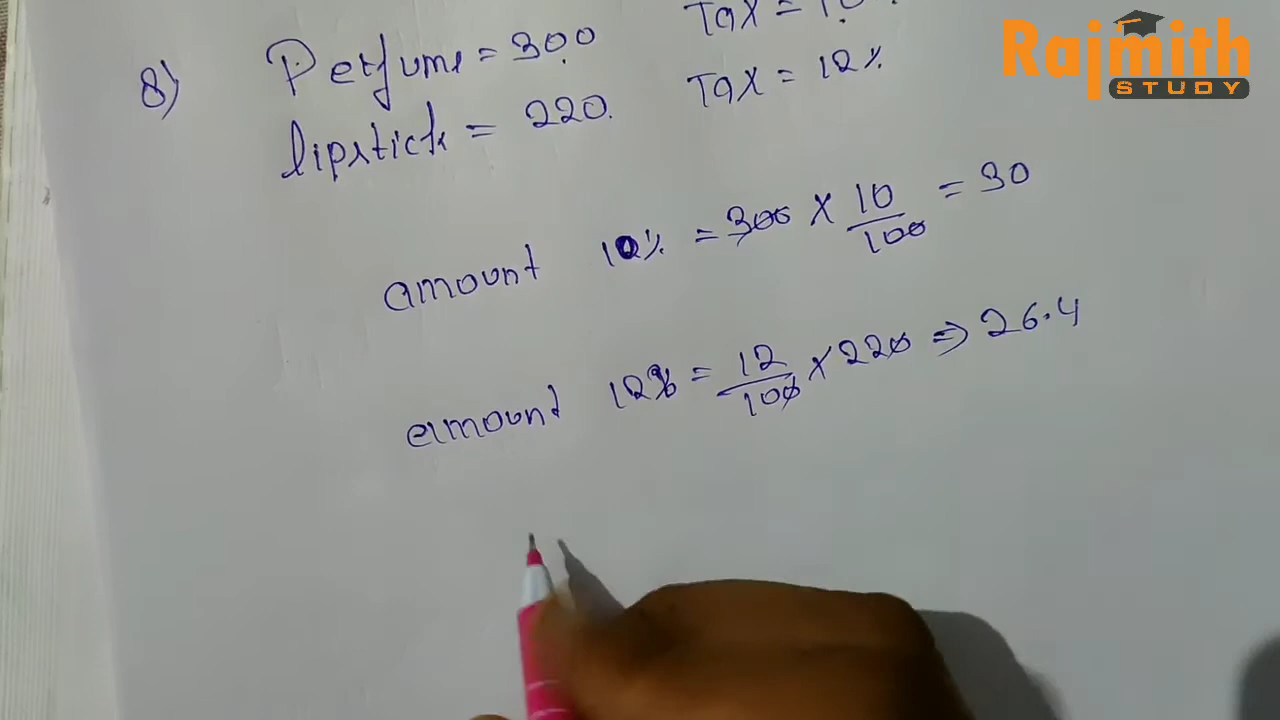 Tax = 10
8) Perfume = 300
Tax = 12%
lipstick = 220.
amount 10% = 300 × 10/100 = 30
amount 12% = 12/100 × 220 ⇒ 26.4
Rajmith
STUDY